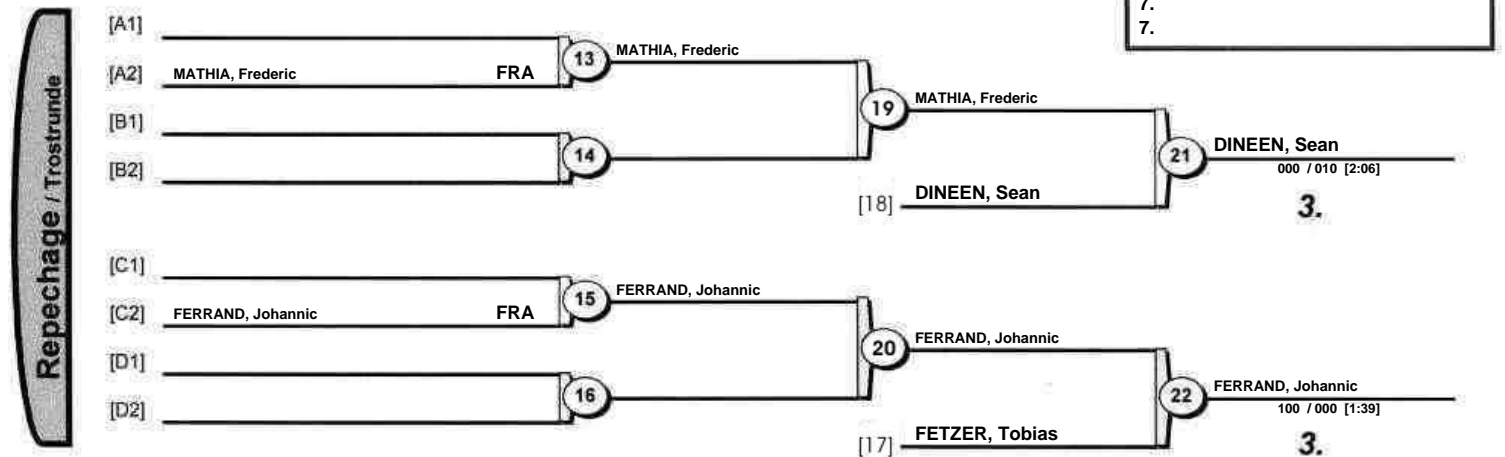 7.
7.
Repechage / Trostrunde
[A1]
[A2] MATHIA, Frederic FRA
13 MATHIA, Frederic
[B1]
[B2]
14
19 MATHIA, Frederic
[18] DINEEN, Sean
21 DINEEN, Sean
000 / 010 [2:06]
3.
[C1]
[C2] FERRAND, Johannic FRA
15 FERRAND, Johannic
[D1]
[D2]
16
20 FERRAND, Johannic
[17] FETZER, Tobias
22 FERRAND, Johannic
100 / 000 [1:39]
3.